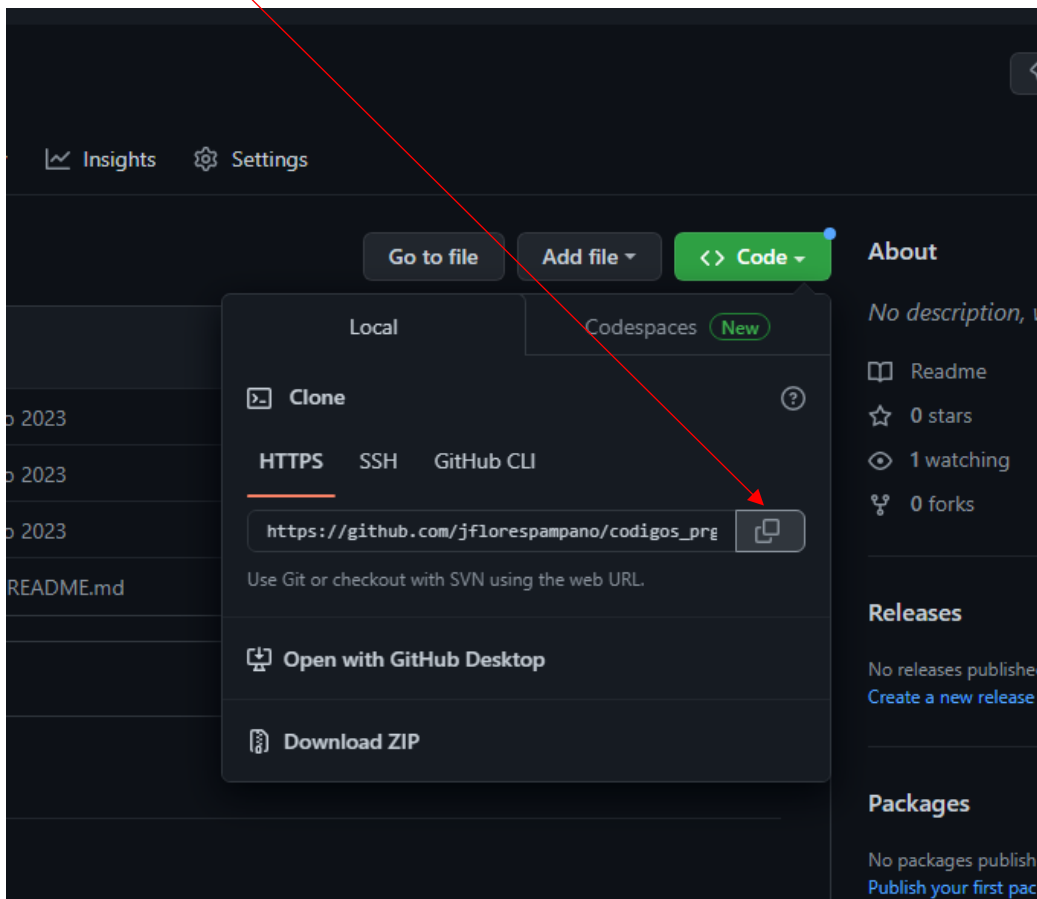 Insights Settings
Go to file Add file <> Code
Local Codespaces New
Clone
HTTPS SSH GitHub CLI
https://github.com/jflorespampano/codigos_prg
Use Git or checkout with SVN using the web URL.
Open with GitHub Desktop
Download ZIP
2023
2023
2023
README.md
About
No description,
Readme
0 stars
1 watching
0 forks
Releases
No releases publishe
Create a new release
Packages
No packages publish
Publish your first pac